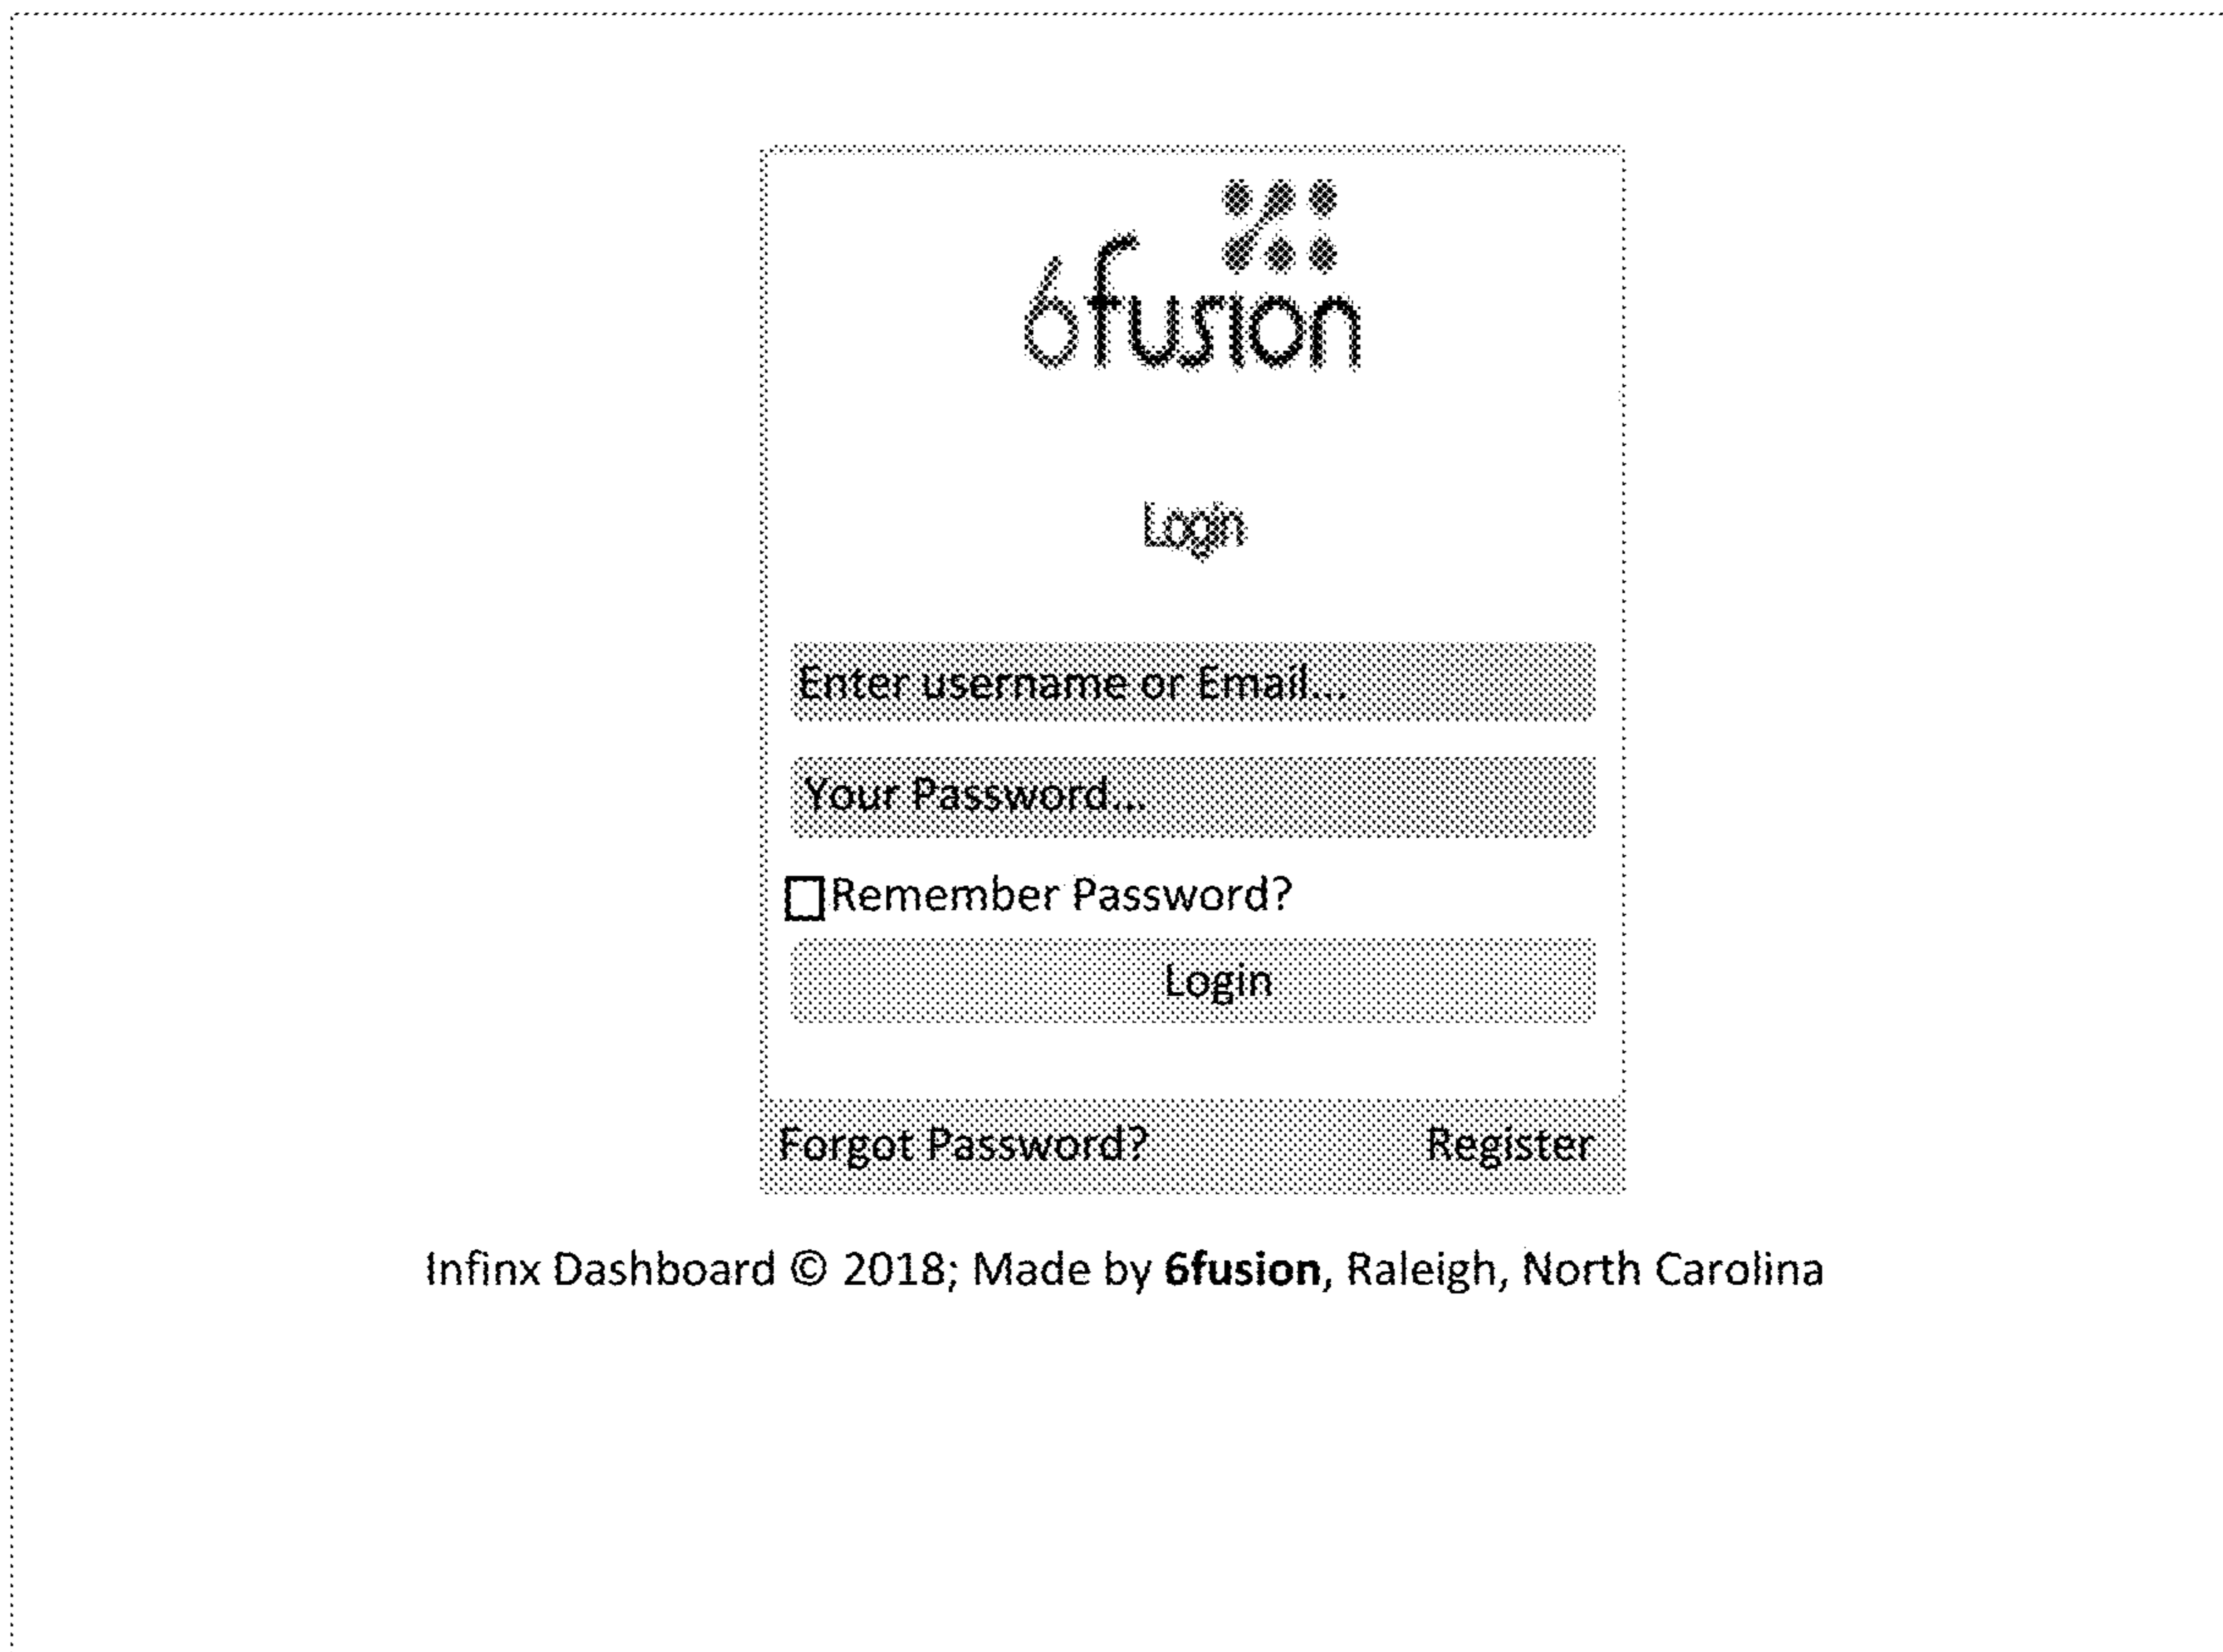 6fusion
Login
Enter username or Email...
Your Password...
Remember Password?
Login
Forgot Password? Register
Infinx Dashboard © 2018; Made by 6fusion, Raleigh, North Carolina